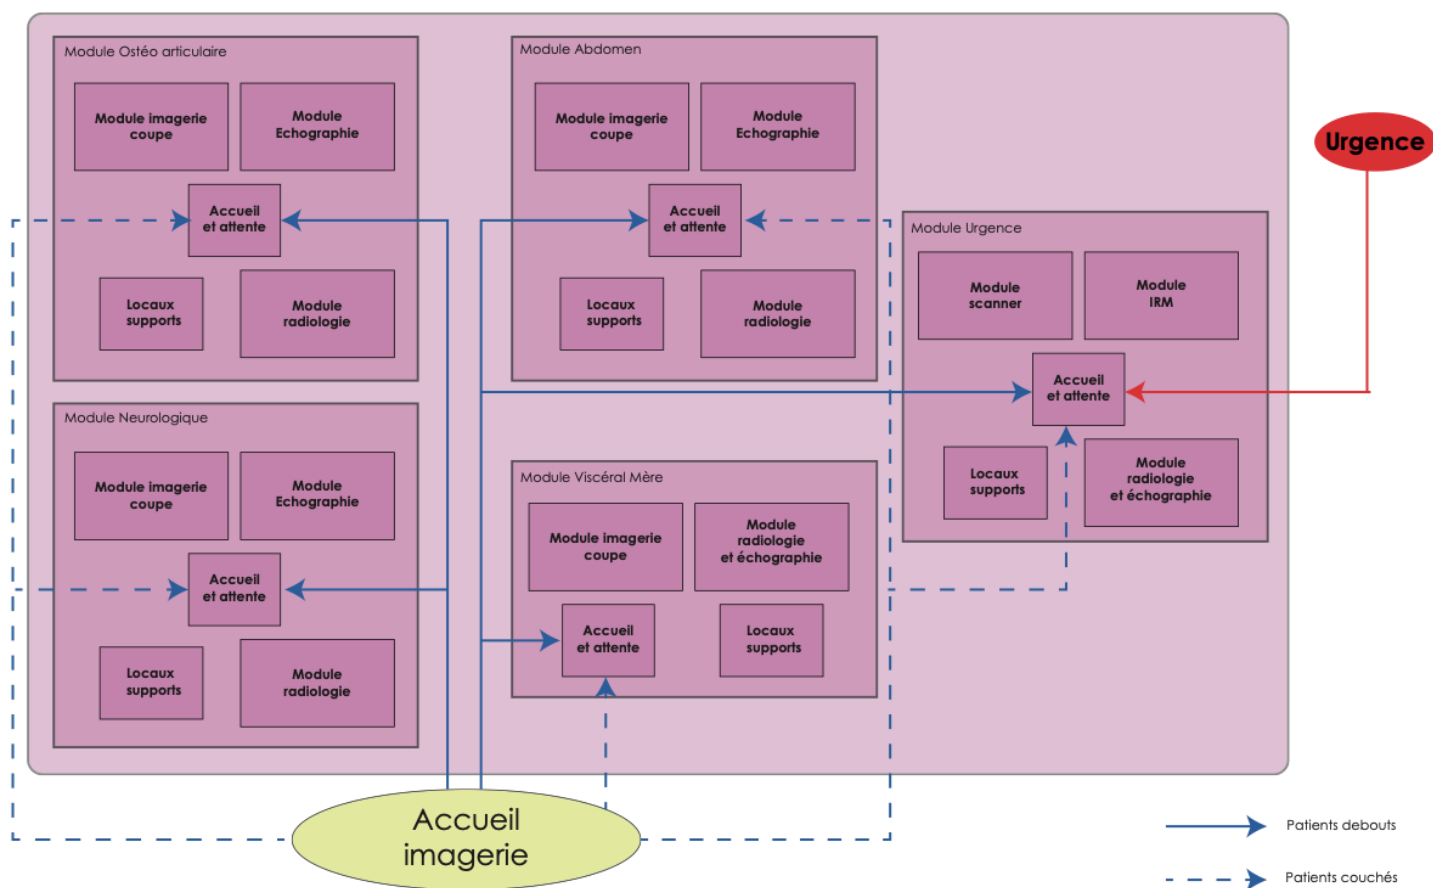 Module Ostéo articulaire
Module imagerie
coupe
Module
Echographie
Accueil
et attente
Locaux
supports
Module
radiologie
Module Abdomen
Module imagerie
coupe
Module
Echographie
Accueil
et attente
Locaux
supports
Module
radiologie
Urgence
Module Urgence
Module
scanner
Module
IRM
Accueil
et attente
Locaux
supports
Module
radiologie
et échographie
Module Neurologique
Module imagerie
coupe
Module
Echographie
Accueil
et attente
Locaux
supports
Module
radiologie
Module Viscéral Mère
Module imagerie
coupe
Module
radiologie
et échographie
Accueil
et attente
Locaux
supports
Accueil
imagerie
Patients debouts
Patients couchés